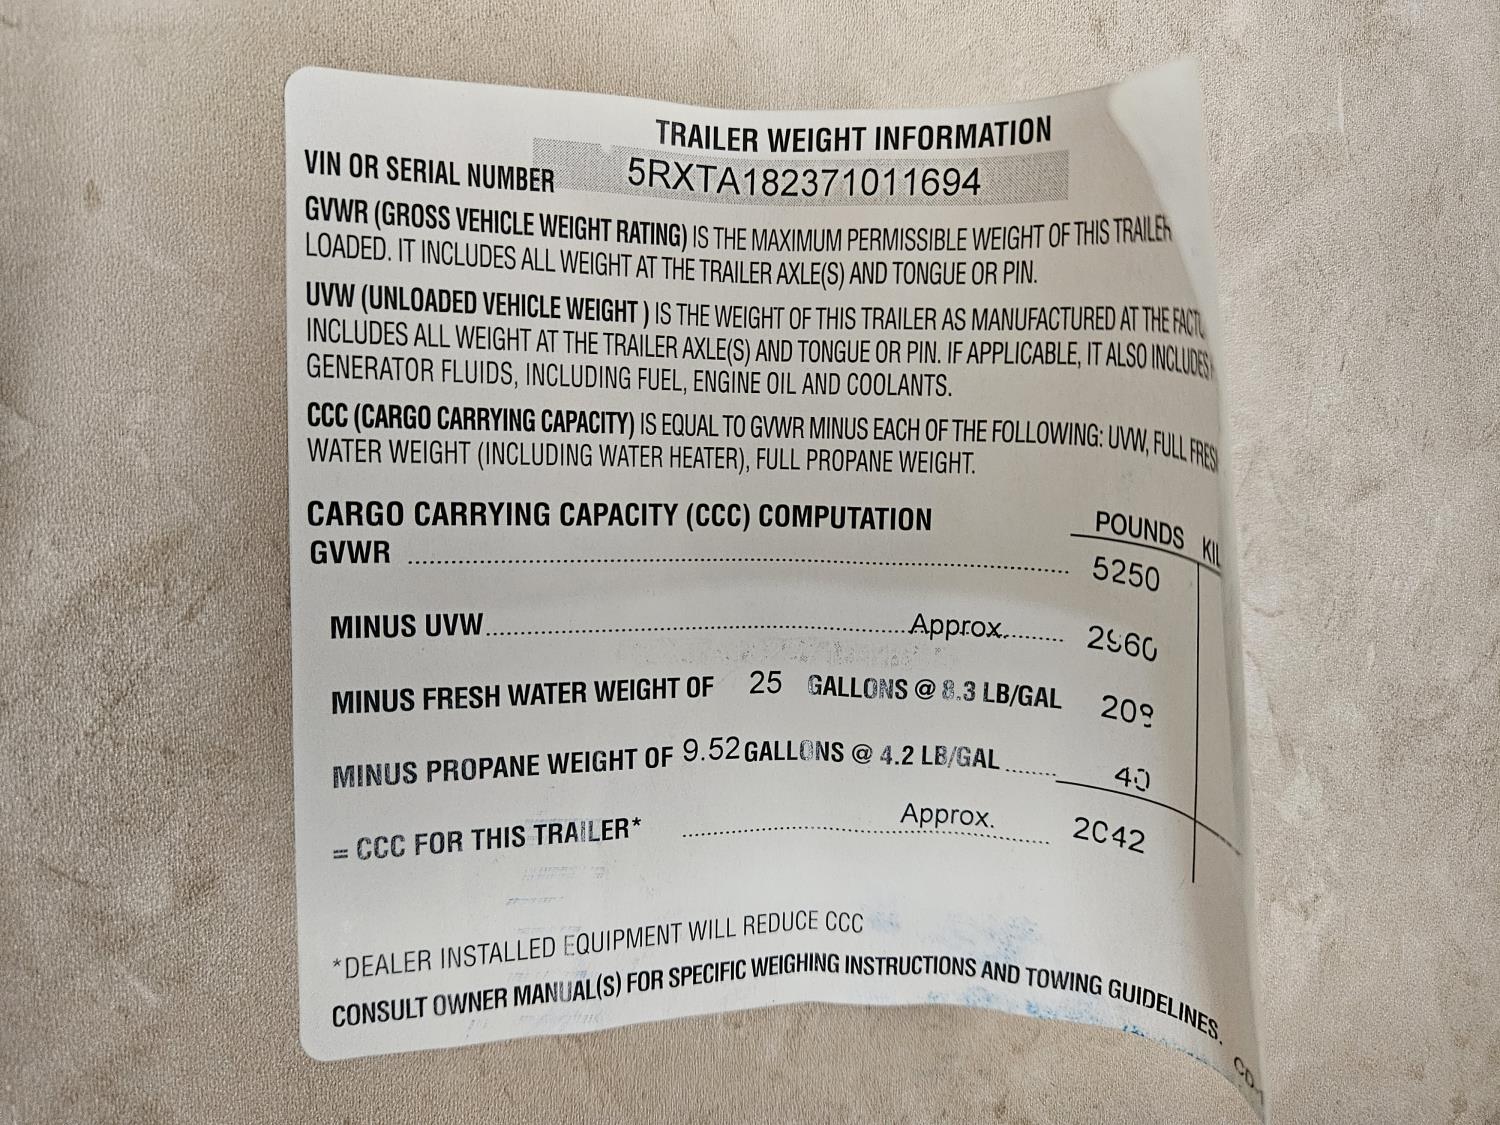 TRAILER WEIGHT INFORMATION
VIN OR SERIAL NUMBER 5RXTA182371011694
GVWR (GROSS VEHICLE WEIGHT RATING) IS THE MAXIMUM PERMISSIBLE WEIGHT OF THIS TRAILER
LOADED. IT INCLUDES ALL WEIGHT AT THE TRAILER AXLE(S) AND TONGUE OR PIN.
UVW (UNLOADED VEHICLE WEIGHT ) IS THE WEIGHT OF THIS TRAILER AS MANUFACTURED AT THE FACTU
INCLUDES ALL WEIGHT AT THE TRAILER AXLE(S) AND TONGUE OR PIN. IF APPLICABLE, IT ALSO INCLUDES
GENERATOR FLUIDS, INCLUDING FUEL, ENGINE OIL AND COOLANTS.
CCC (CARGO CARRYING CAPACITY) IS EQUAL TO GVWR MINUS EACH OF THE FOLLOWING: UVW, FULL FRES
WATER WEIGHT (INCLUDING WATER HEATER), FULL PROPANE WEIGHT.
CARGO CARRYING CAPACITY (CCC) COMPUTATION POUNDS KIL
GVWR 5250
MINUS UVW Approx. 2960
MINUS FRESH WATER WEIGHT OF 25 GALLONS @ 8.3 LB/GAL 208
MINUS PROPANE WEIGHT OF 9.52 GALLONS @ 4.2 LB/GAL 40
= CCC FOR THIS TRAILER* Approx. 2042
*DEALER INSTALLED EQUIPMENT WILL REDUCE CCC
CONSULT OWNER MANUAL(S) FOR SPECIFIC WEIGHING INSTRUCTIONS AND TOWING GUIDELINES.